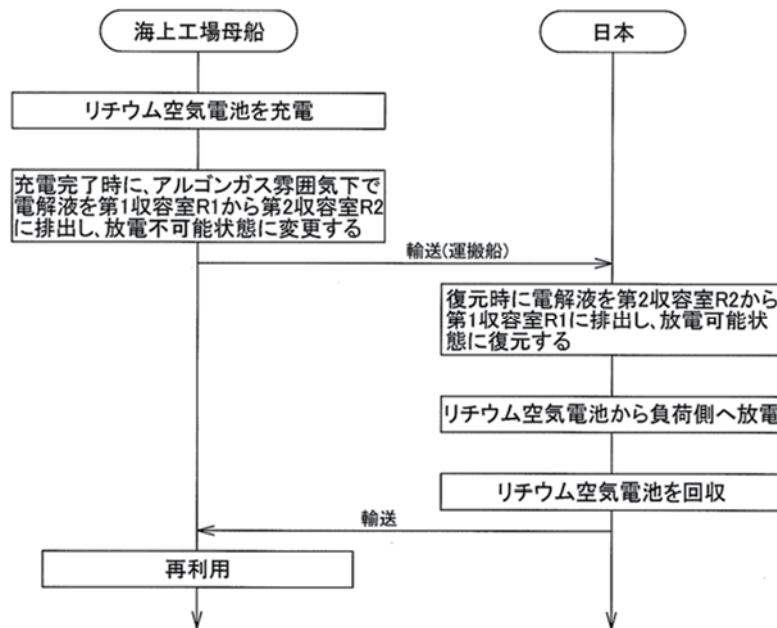 海上工場母船
日本
リチウム空気電池を充電
充電完了時に、アルゴンガス雰囲気下で
電解液を第1収容室R1から第2収容室R2
に排出し、放電不可能状態に変更する
輸送(運搬船)
復元時に電解液を第2収容室R2から
第1収容室R1に排出し、放電可能状
態に復元する
リチウム空気電池から負荷側へ放電
リチウム空気電池を回収
輸送
再利用